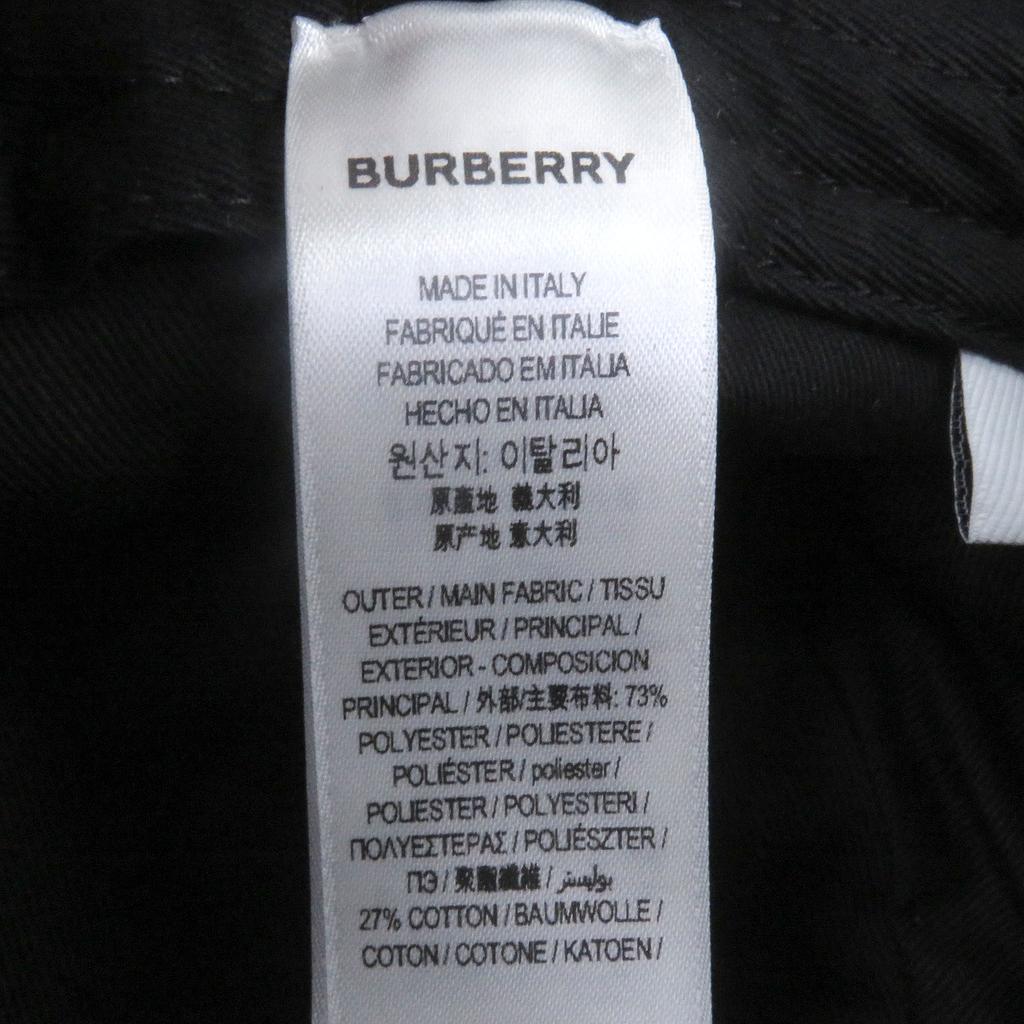 BURBERRY
MADE IN ITALY
FABRIQUÉ EN ITALIE
FABRICADO EM ITÁLIA
HECHO EN ITALIA
원산지: 이탈리아
原產地 義大利
原产地 意大利
OUTER / MAIN FABRIC / TISSU
EXTÉRIEUR / PRINCIPAL /
EXTERIOR - COMPOSICION
PRINCIPAL / 外部/主要布料: 73%
POLYESTER / POLIESTERE /
POLIÉSTER / poliester /
POLIESTER / POLYESTERI /
ΠΟΛΥΕΣΤΕΡΑΣ / POLIÉSZTER /
ПЭ / 聚酯纖維 / بوليستر
27% COTTON / BAUMWOLLE /
COTON / COTONE / KATOEN /